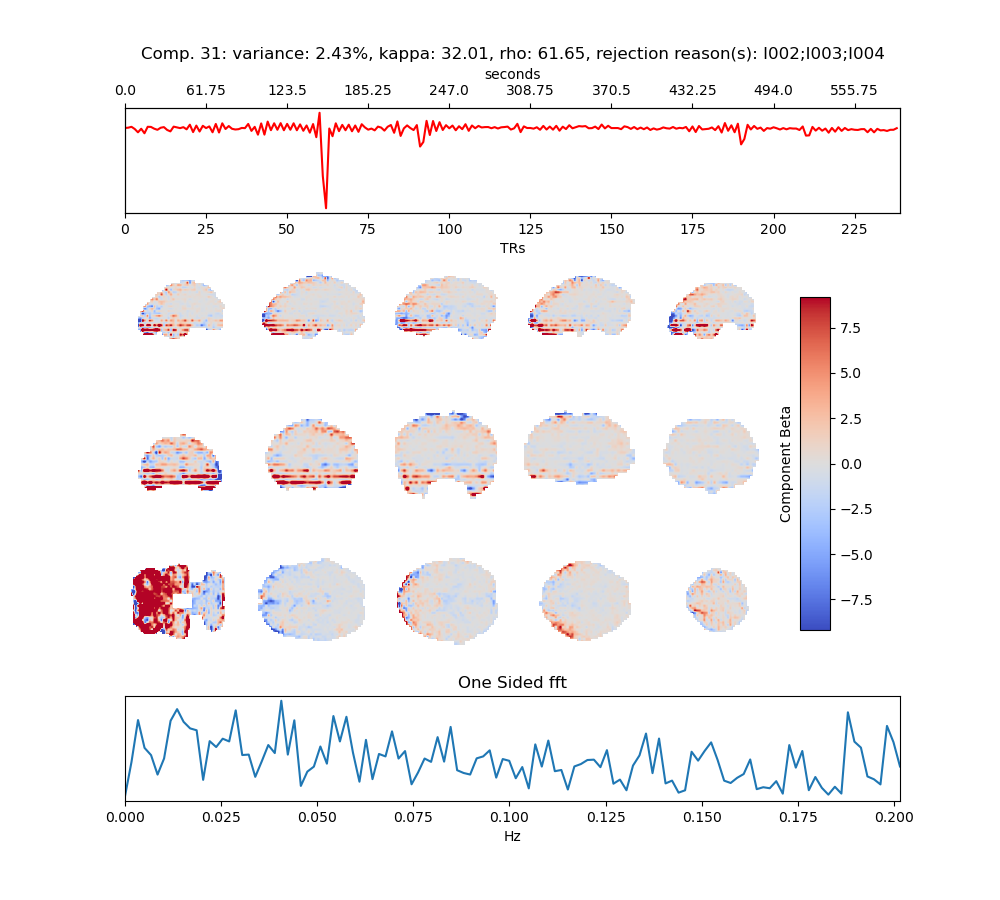 Comp. 31: variance: 2.43%, kappa: 32.01, rho: 61.65, rejection reason(s): I002;I003;I004
seconds
0.0 61.75 123.5 185.25 247.0 308.75 370.5 432.25 494.0 555.75
0 25 50 75 100 125 150 175 200 225
TRs
7.5
5.0
2.5
0.0
−2.5
−5.0
−7.5
Component Beta
One Sided fft
0.000 0.025 0.050 0.075 0.100 0.125 0.150 0.175 0.200
Hz